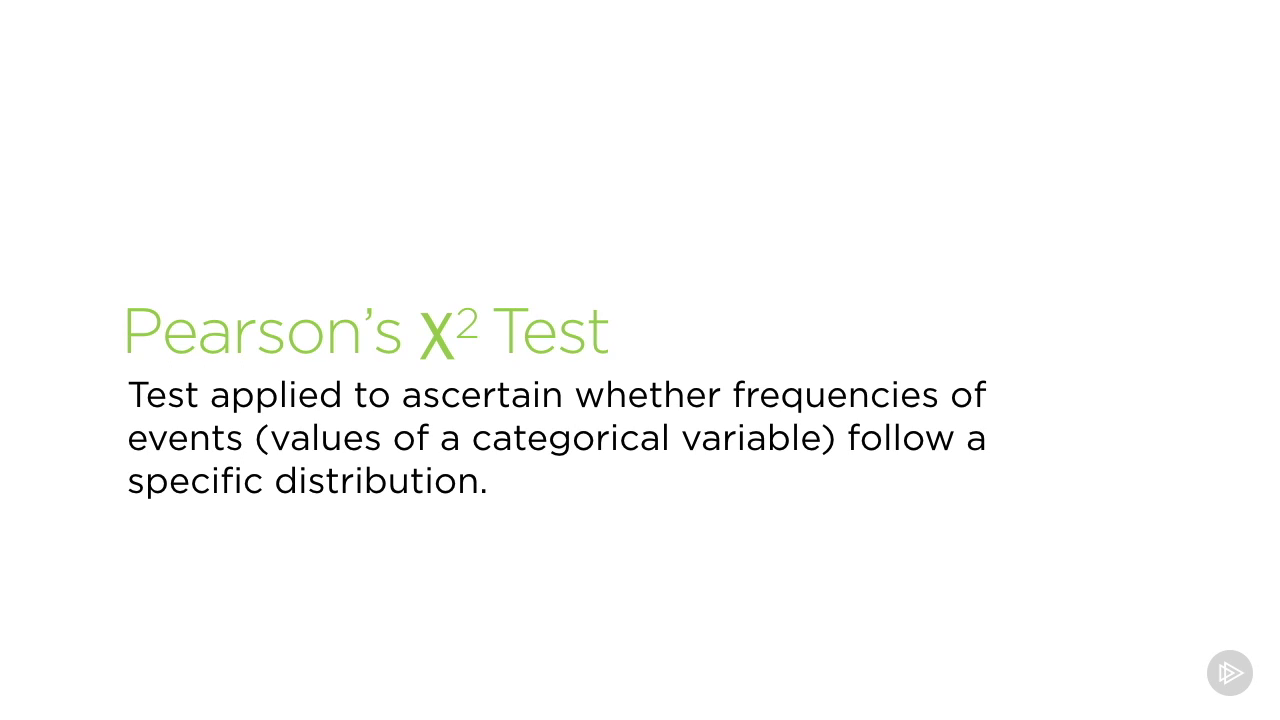 Pearson’s χ² Test
Test applied to ascertain whether frequencies of
events (values of a categorical variable) follow a
specific distribution.